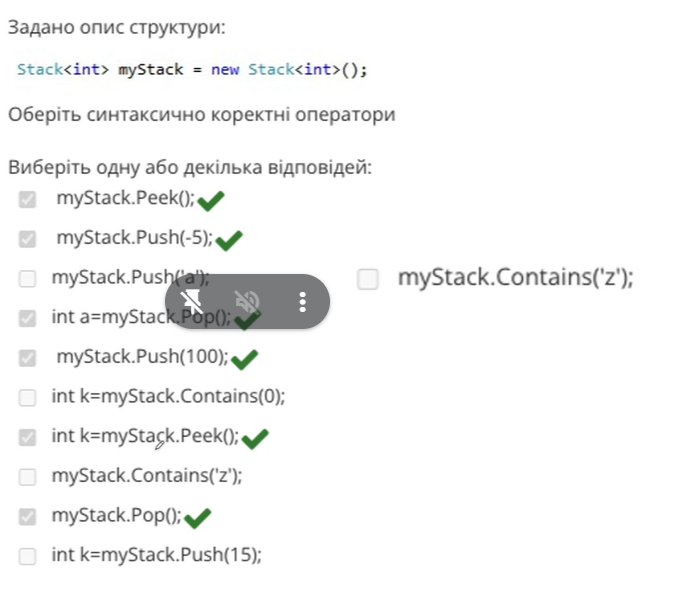 Задано опис структури:
Stack<int> myStack = new Stack<int>();
Оберіть синтаксично коректні оператори
Виберіть одну або декілька відповідей:
myStack.Peek();
myStack.Push(-5);
myStack.Push('a');
myStack.Contains('z');
int a=myStack.Pop();
myStack.Push(100);
int k=myStack.Contains(0);
int k=myStack.Peek();
myStack.Contains('z');
myStack.Pop();
int k=myStack.Push(15);